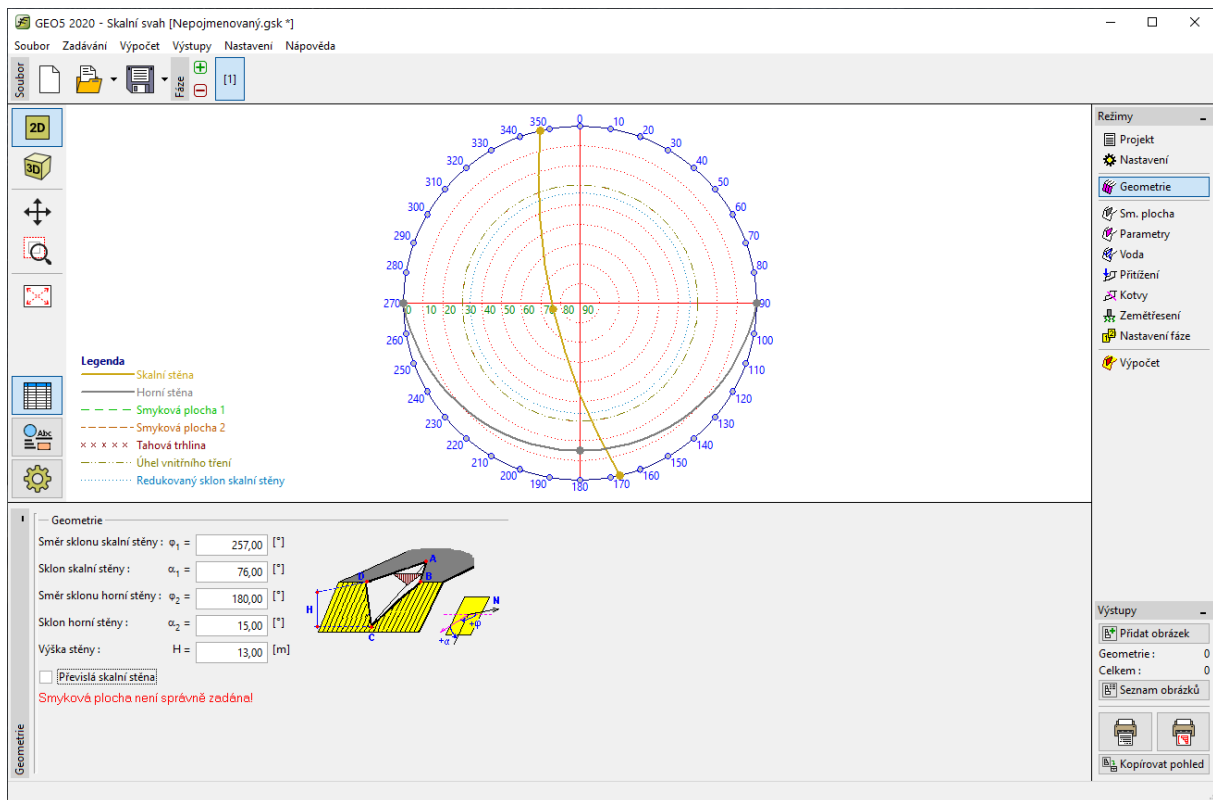 GEO5 2020 - Skalní svah [Nepojmenovaný.gsk *]
Soubor Zadávání Výpočet Výstupy Nastavení Nápověda
Soubor
Fáze
[1]
2D
3D
Abc
0
10
20
30
40
50
60
70
80
90
100
110
120
130
140
150
160
170
180
190
200
210
220
230
240
250
260
270
280
290
300
310
320
330
340
350
0 10 20 30 40 50 60 70 80 90
Legenda
Skalní stěna
Horní stěna
Smyková plocha 1
Smyková plocha 2
Tahová trhlina
Úhel vnitřního tření
Redukovaný sklon skalní stěny
Režimy
Projekt
Nastavení
Geometrie
Sm. plocha
Parametry
Voda
Přitížení
Kotvy
Zemětřesení
Nastavení fáze
Výpočet
Geometrie
Geometrie
Směr sklonu skalní stěny : φ1 = 257,00 [°]
Sklon skalní stěny : α1 = 76,00 [°]
Směr sklonu horní stěny : φ2 = 180,00 [°]
Sklon horní stěny : α2 = 15,00 [°]
Výška stěny : H = 13,00 [m]
Převislá skalní stěna
Smyková plocha není správně zadána!
A
B
C
D
H
N
+φ
+α
Výstupy
Přidat obrázek
Geometrie : 0
Celkem : 0
Seznam obrázků
Kopírovat pohled